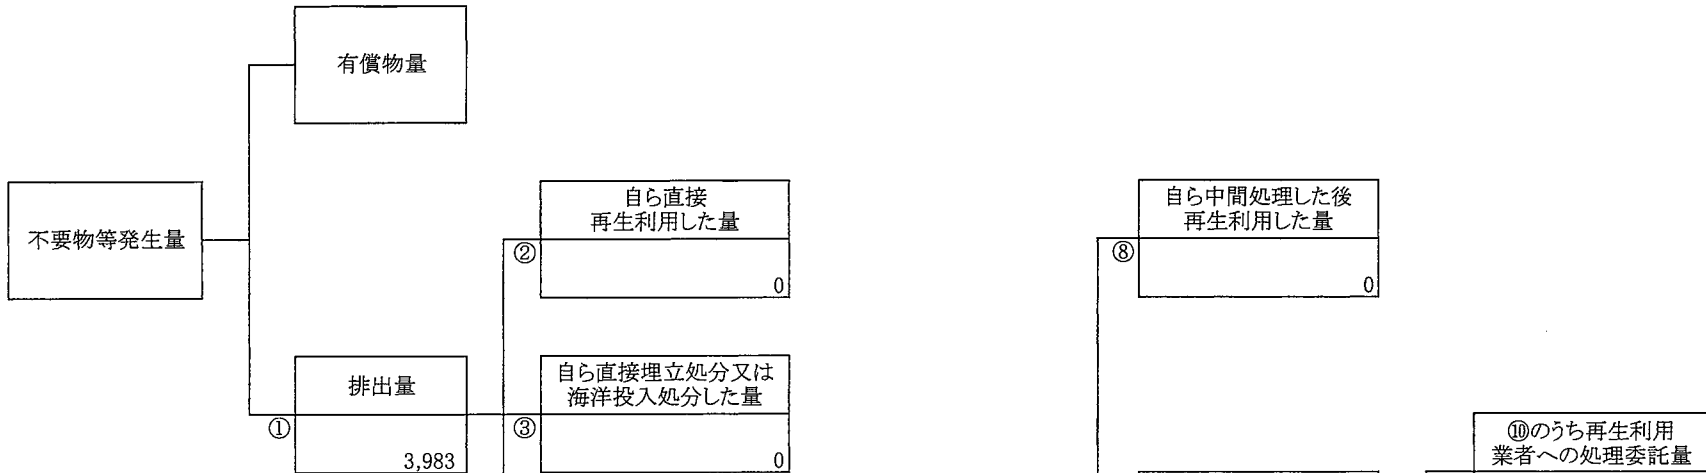 有償物量
不要物等発生量
自ら直接
再生利用した量
②
0
自ら中間処理した後
再生利用した量
⑧
0
排出量
①
3,983
自ら直接埋立処分又は
海洋投入処分した量
③
0
⑩のうち再生利用
業者への処理委託量